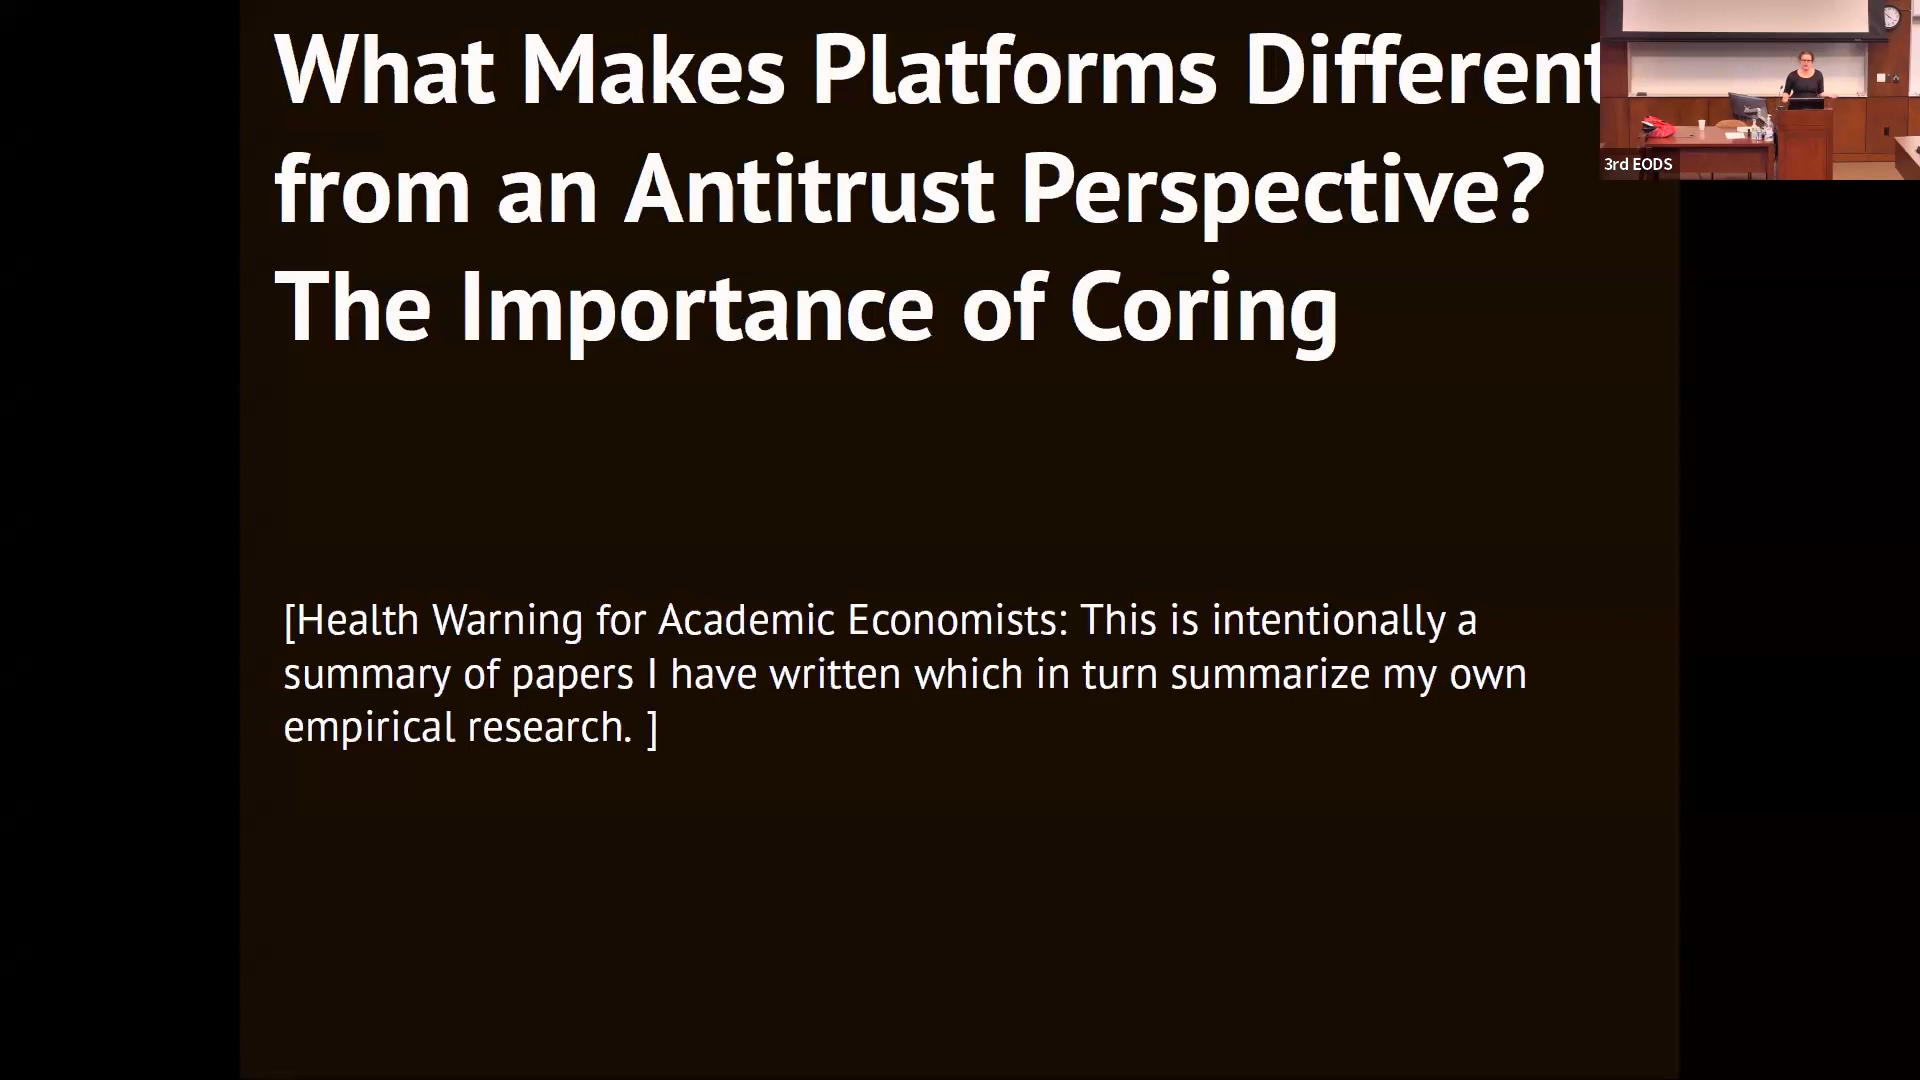 What Makes Platforms Different
from an Antitrust Perspective?
The Importance of Coring
3rd EODS
[Health Warning for Academic Economists: This is intentionally a
summary of papers I have written which in turn summarize my own
empirical research. ]